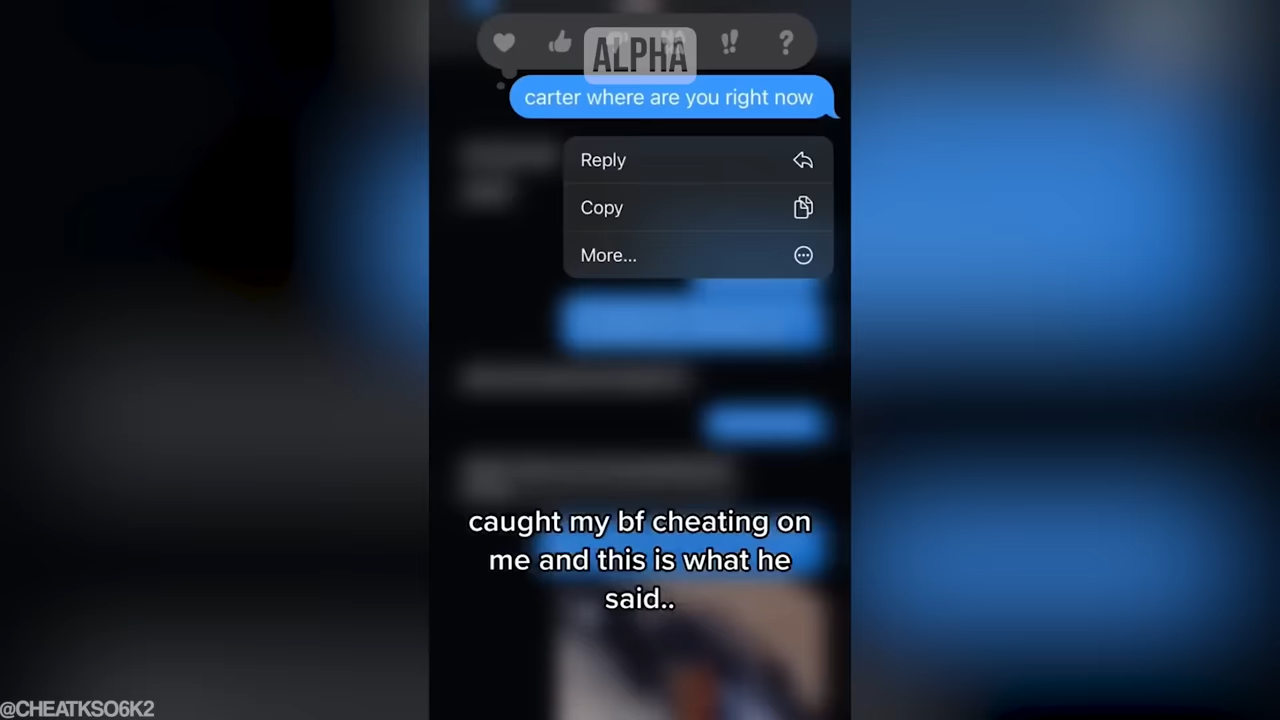 ALPHA
carter where are you right now
Reply
Copy
More...
caught my bf cheating on
me and this is what he
said..
@CHEATKSO6K2